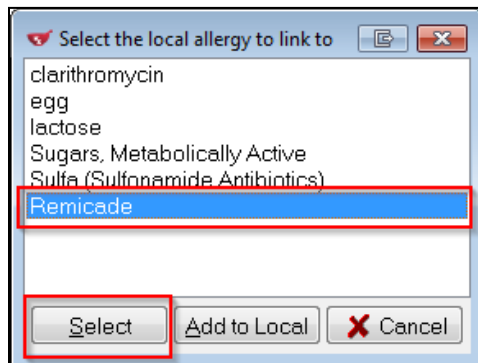 Select the local allergy to link to
clarithromycin
egg
lactose
Sugars, Metabolically Active
Sulfa (Sulfonamide Antibiotics)
Remicade
Select Add to Local Cancel